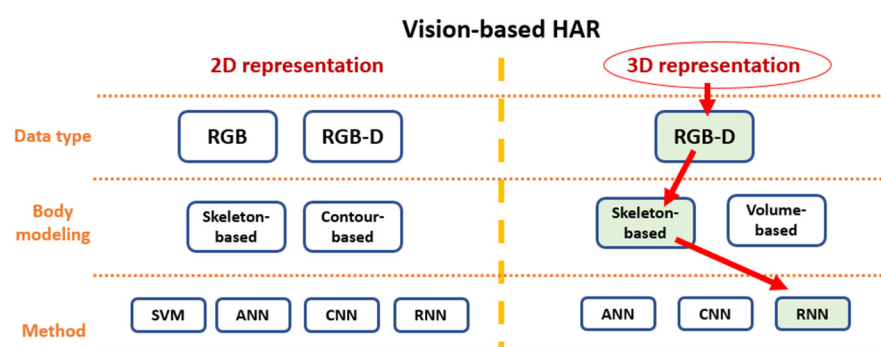 Vision-based HAR
2D representation
3D representation
Data type
RGB
RGB-D
RGB-D
Body
modeling
Skeleton-
based
Contour-
based
Skeleton-
based
Volume-
based
Method
SVM
ANN
CNN
RNN
ANN
CNN
RNN